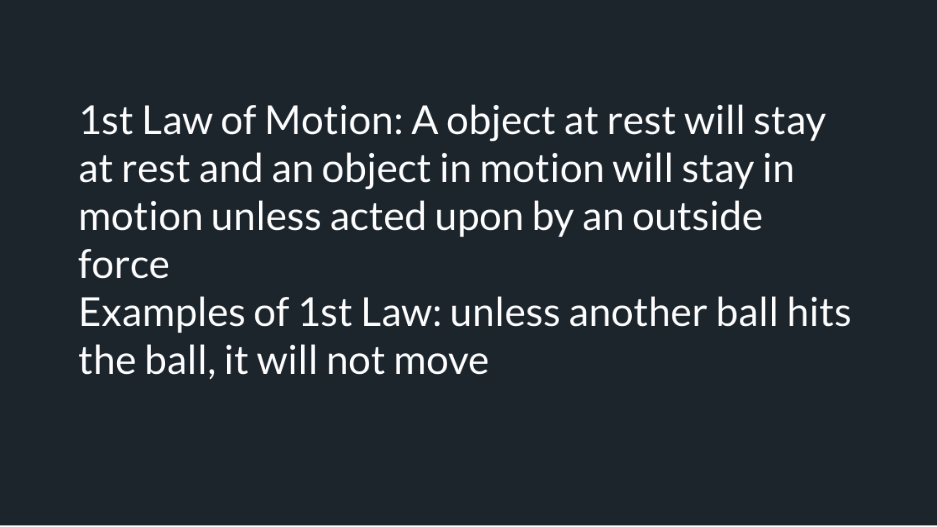 1st Law of Motion: A object at rest will stay
at rest and an object in motion will stay in
motion unless acted upon by an outside
force
Examples of 1st Law: unless another ball hits
the ball, it will not move